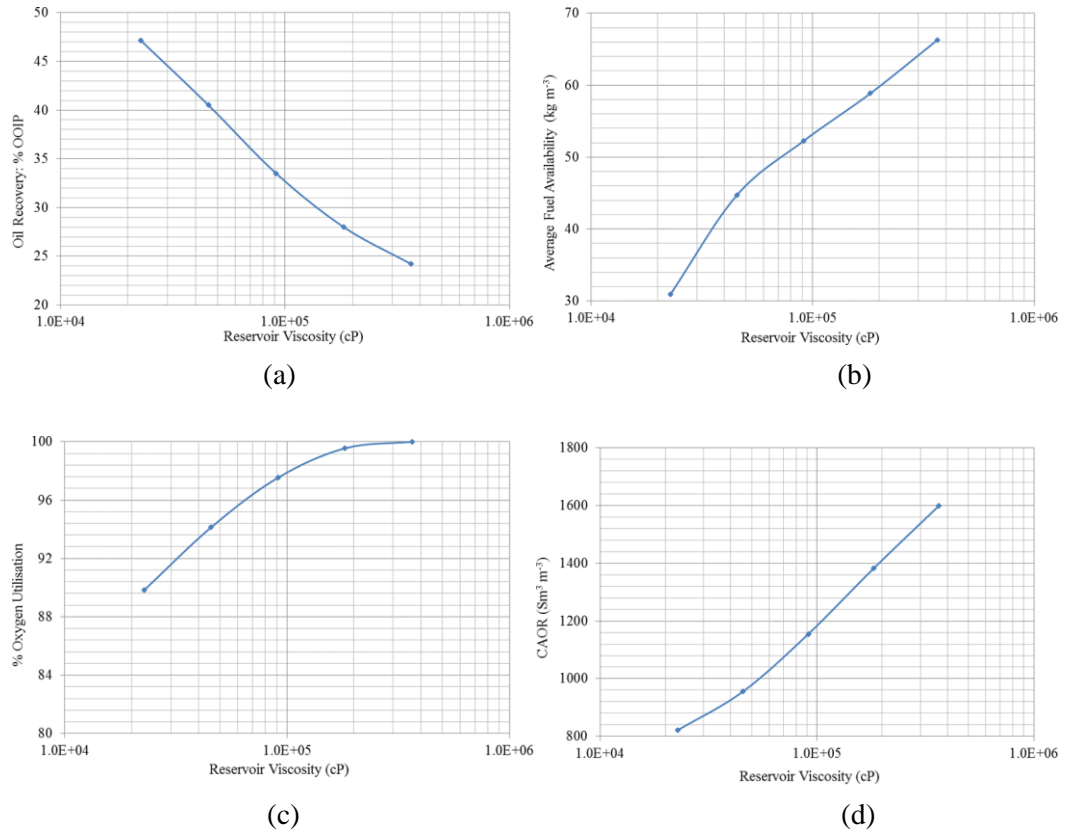 50
45
40
35
30
25
20
1.0E+04 1.0E+05 1.0E+06
Oil Recovery: % OOIP
Reservoir Viscosity (cP)
(a)
70
60
50
40
30
1.0E+04 1.0E+05 1.0E+06
Average Fuel Availability (kg m⁻³)
Reservoir Viscosity (cP)
(b)
100
96
92
88
84
80
1.0E+04 1.0E+05 1.0E+06
% Oxygen Utilisation
Reservoir Viscosity (cP)
(c)
1800
1600
1400
1200
1000
800
1.0E+04 1.0E+05 1.0E+06
CAOR (Sm³ m⁻³)
Reservoir Viscosity (cP)
(d)